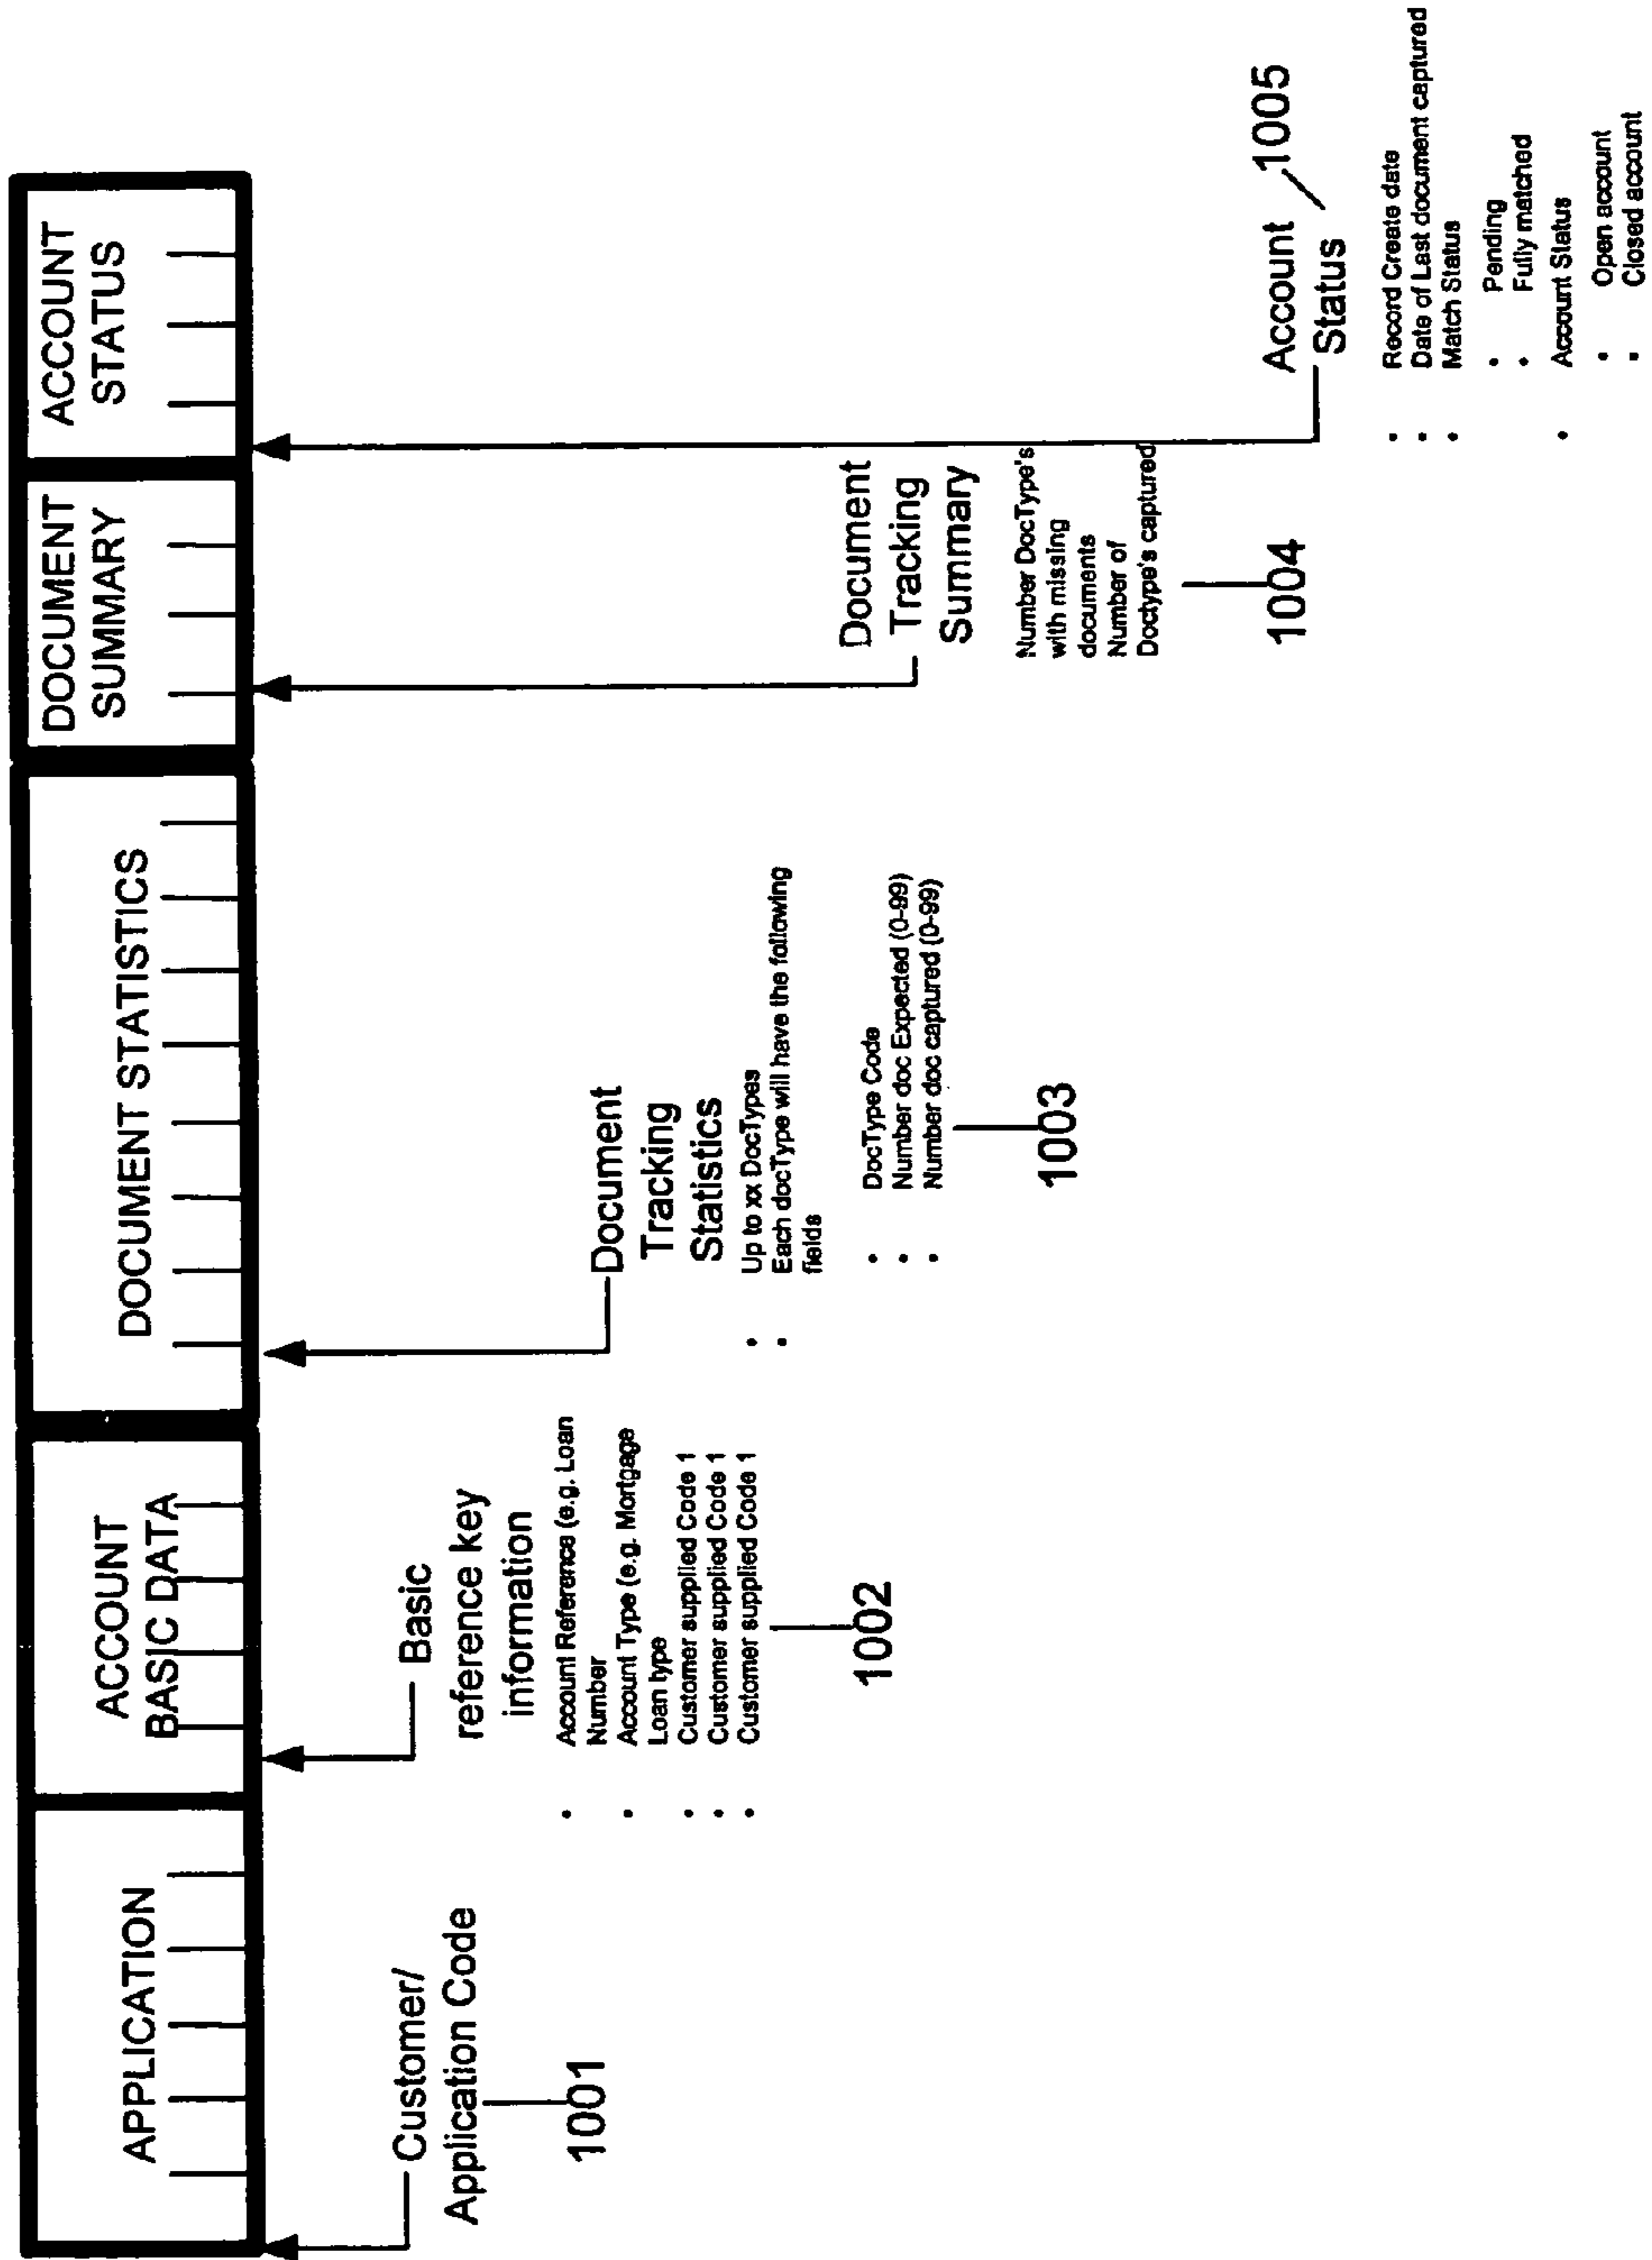 APPLICATION
ACCOUNT
BASIC DATA
DOCUMENT STATISTICS
DOCUMENT
SUMMARY
ACCOUNT
STATUS
Customer/
Application Code
1001
Basic
reference key
information
• Account Reference (e.g. Loan
Number
• Account Type (e.g. Mortgage
Loan type
• Customer supplied Code 1
• Customer supplied Code 1
• Customer supplied Code 1
1002
Document
Tracking
Statistics
• Up to xx DocTypes
• Each docType will have the following
fields
• DocType Code
• Number doc Expected (0-99)
• Number doc captured (0-99)
1003
Document
Tracking
Summary
Number DocType's
with missing
documents
Number of
Doctype's captured
1004
Account
Status
1005
• Record Create date
• Date of Last document captured
• Match Status
• Pending
• Fully matched
• Account Status
• Open account
• Closed account